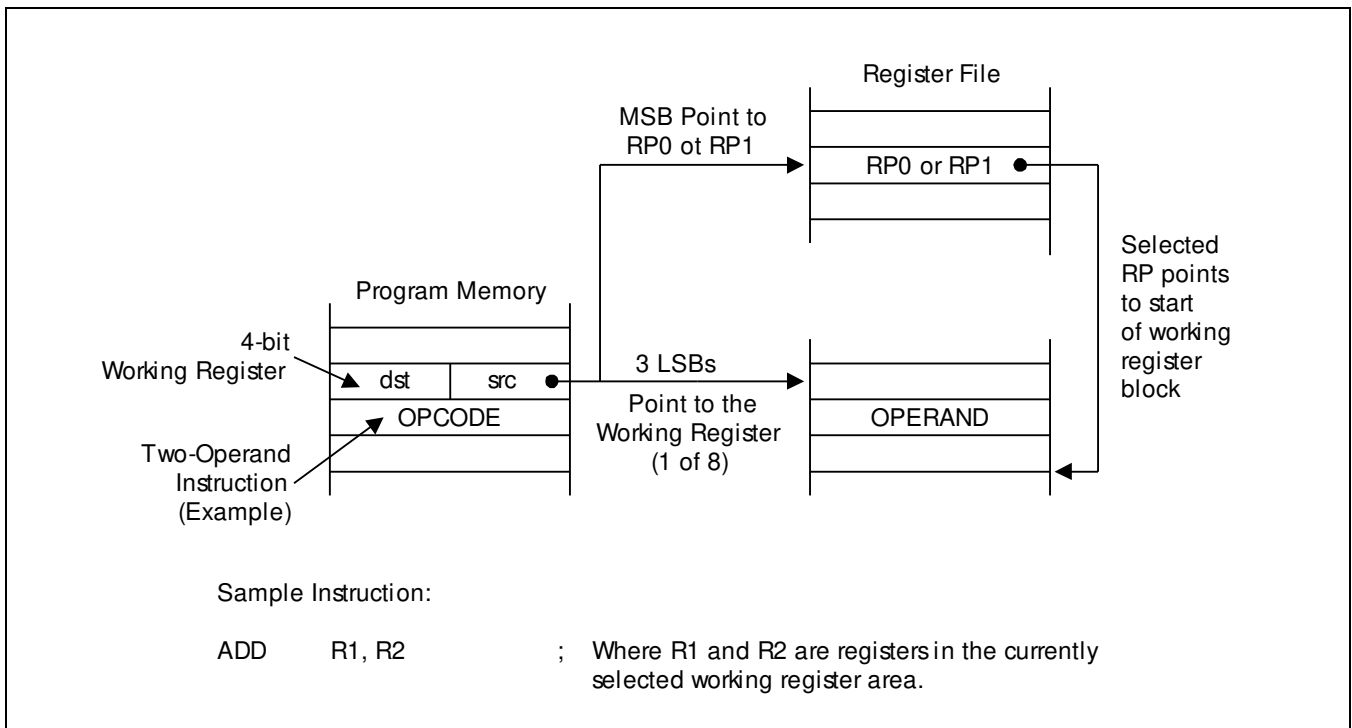 Register File
MSB Point to
RP0 ot RP1
RP0 or RP1
Selected
RP points
to start
of working
register
block
Program Memory
4-bit
Working Register
dst src
3 LSBs
OPCODE
Point to the
Working Register
(1 of 8)
OPERAND
Two-Operand
Instruction
(Example)
Sample Instruction:
ADD R1, R2 ; Where R1 and R2 are registers in the currently
selected working register area.